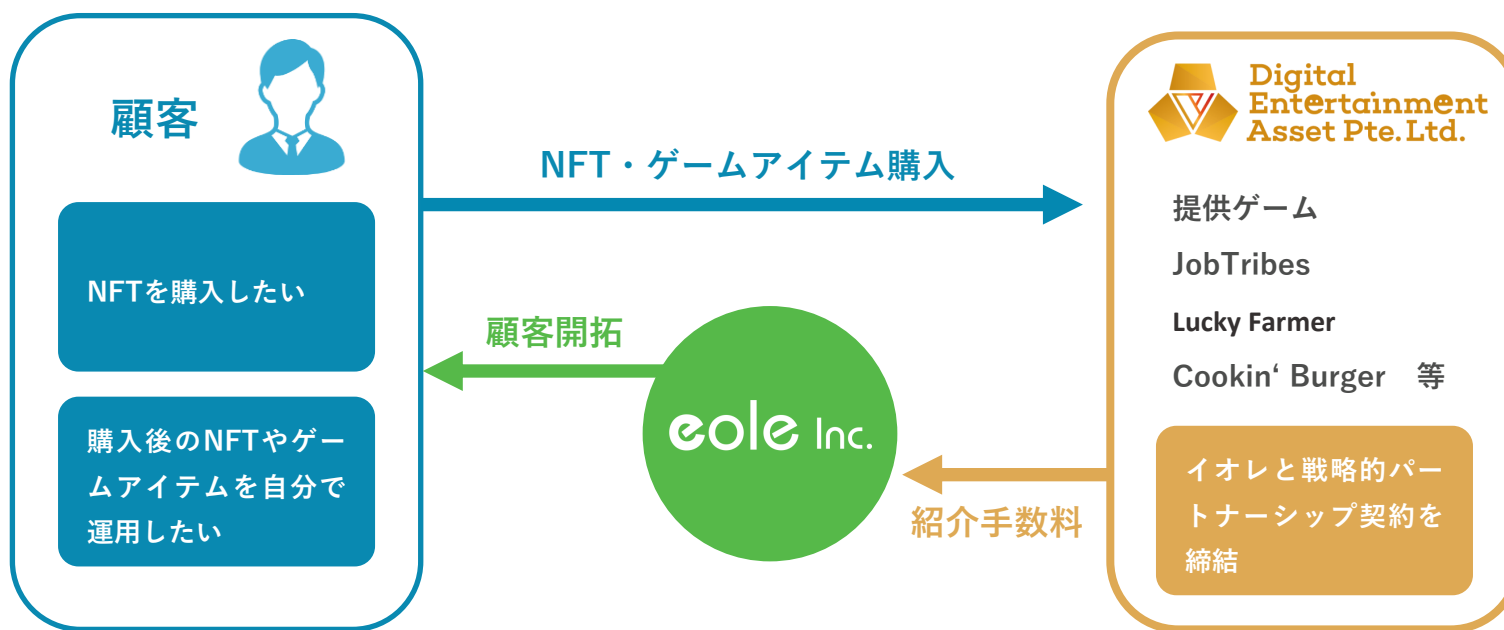 顧客
NFTを購入したい
購入後のNFTやゲー
ムアイテムを自分で
運用したい
NFT・ゲームアイテム購入
顧客開拓
eole Inc.
紹介手数料
Digital
Entertainment
Asset Pte.Ltd.
提供ゲーム
JobTribes
Lucky Farmer
Cookin‘ Burger　等
イオレと戦略的パー
トナーシップ契約を
締結